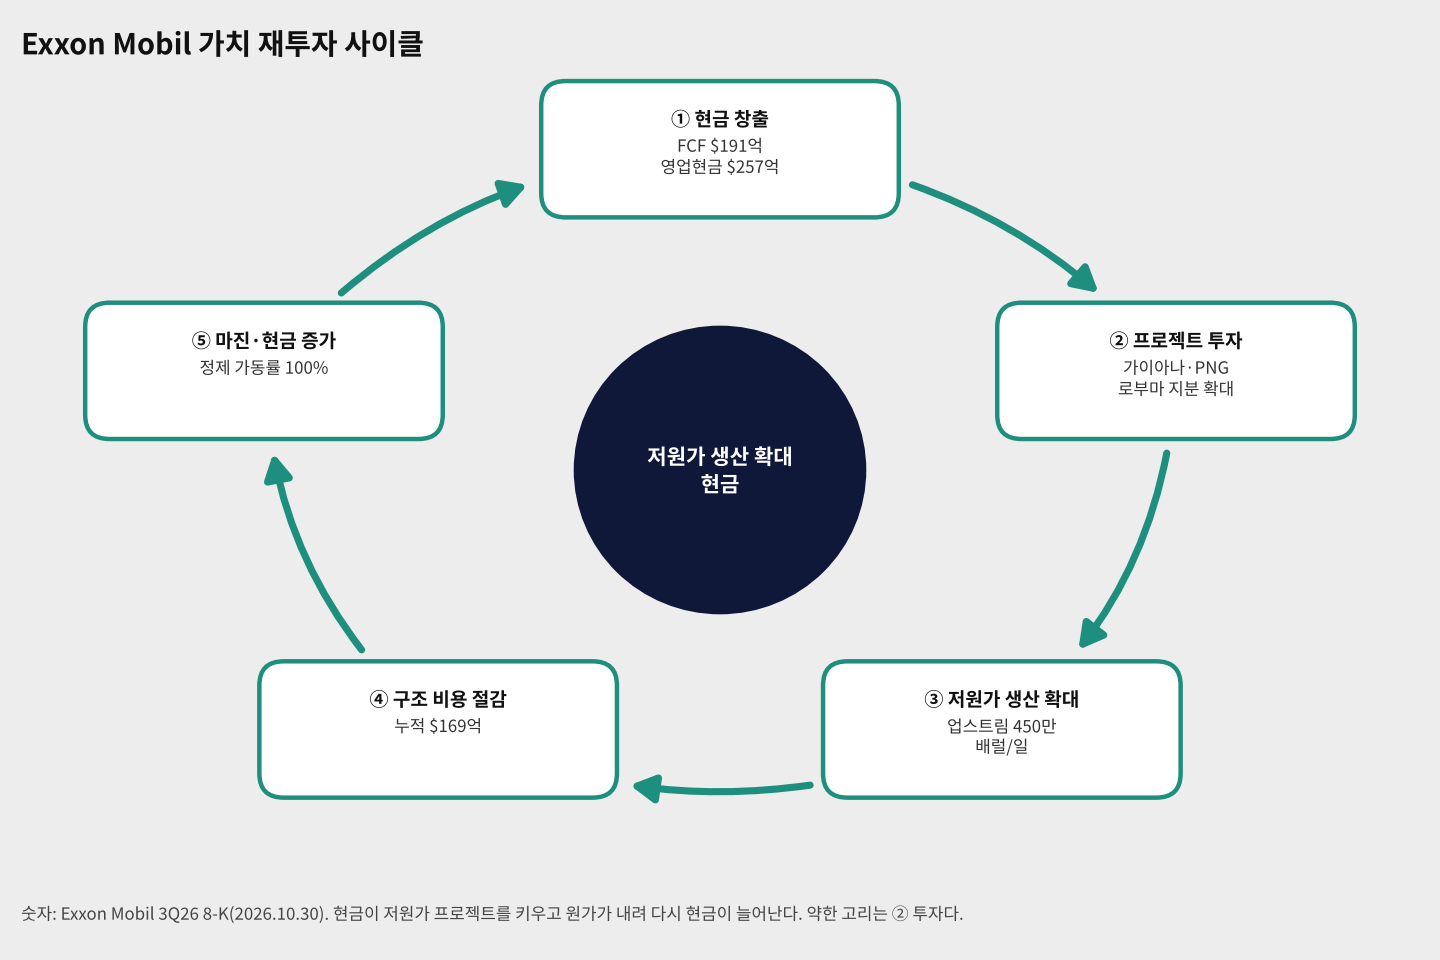 Exxon Mobil 가치 재투자 사이클
① 현금 창출
FCF $191억
영업현금 $257억
② 프로젝트 투자
가이아나·PNG
로부마 지분 확대
③ 저원가 생산 확대
업스트림 450만
배럴/일
④ 구조 비용 절감
누적 $169억
⑤ 마진·현금 증가
정제 가동률 100%
저원가 생산 확대
현금
숫자: Exxon Mobil 3Q26 8-K(2026.10.30). 현금이 저원가 프로젝트를 키우고 원가가 내려 다시 현금이 늘어난다. 약한 고리는 ② 투자다.